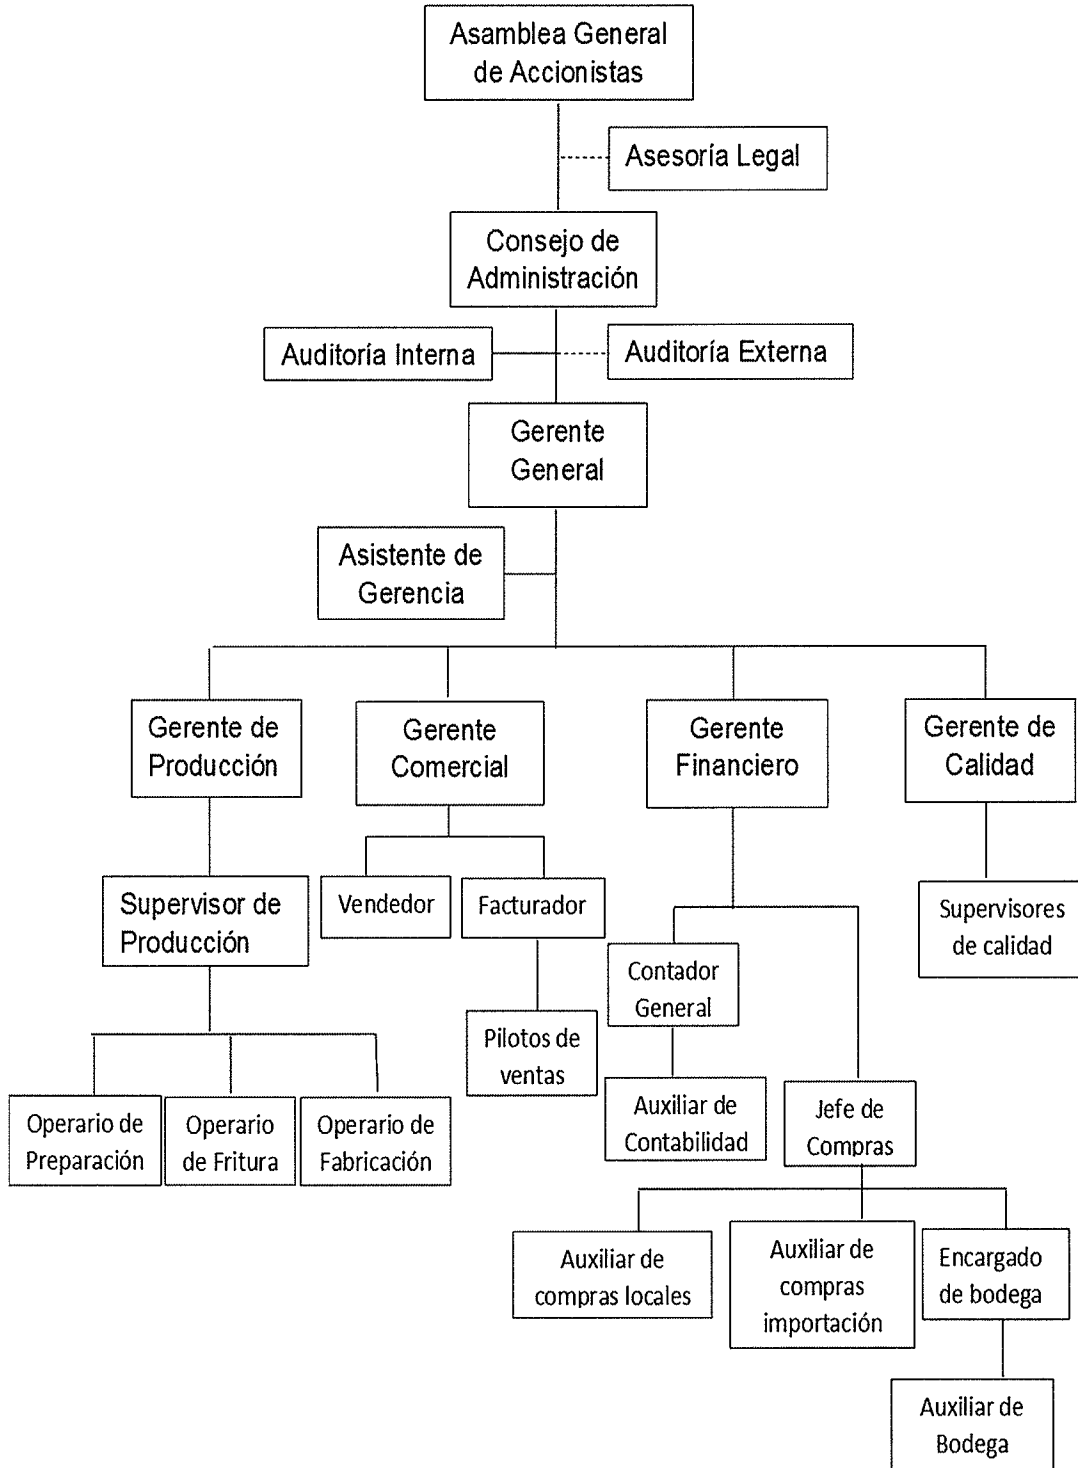 Asamblea General
de Accionistas
Asesoría Legal
Consejo de
Administración
Auditoría Interna
Auditoría Externa
Gerente
General
Asistente de
Gerencia
Gerente de
Producción
Gerente
Comercial
Gerente
Financiero
Gerente de
Calidad
Supervisor de
Producción
Vendedor
Facturador
Supervisores
de calidad
Contador
General
Pilotos de
ventas
Operario de
Preparación
Operario
de Fritura
Operario de
Fabricación
Auxiliar de
Contabilidad
Jefe de
Compras
Auxiliar de
compras locales
Auxiliar de
compras
importación
Encargado
de bodega
Auxiliar de
Bodega